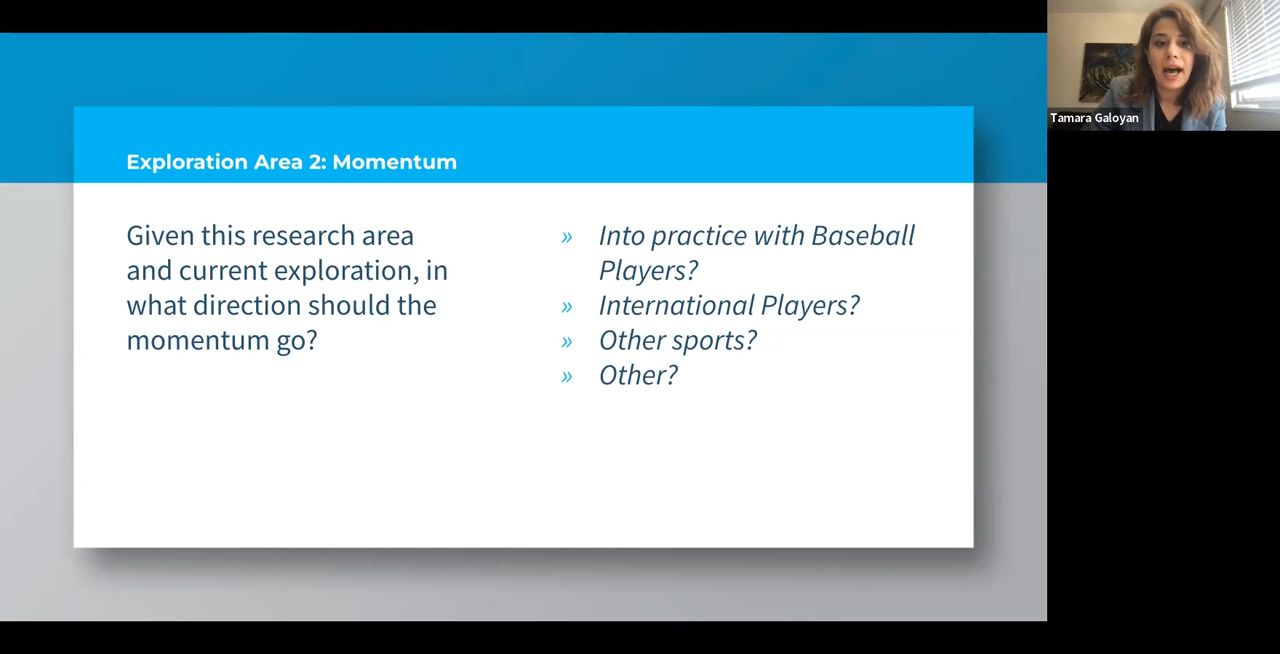 Exploration Area 2: Momentum
Given this research area
and current exploration, in
what direction should the
momentum go?
» Into practice with Baseball
Players?
» International Players?
» Other sports?
» Other?
Tamara Galoyan